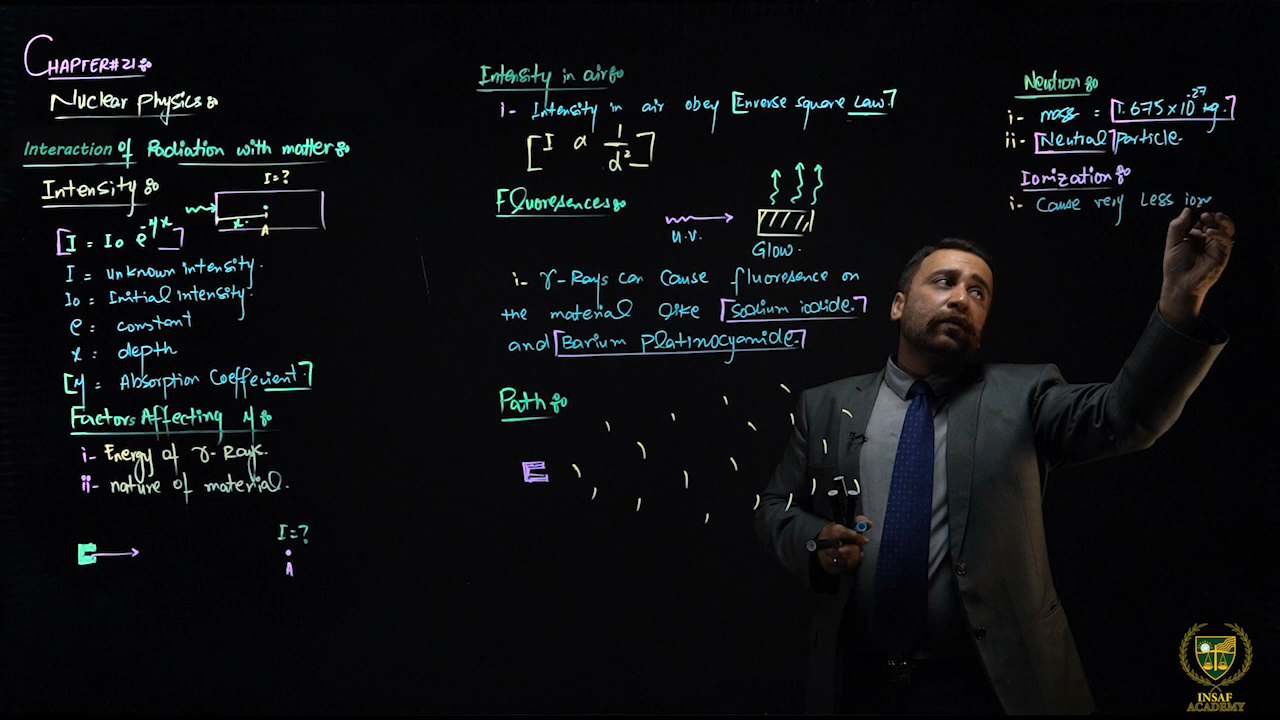 CHAPTER#21:
Nuclear Physics:
Interaction of Radiation with matter:
Intensity:
I=?
x
A
[I = I₀ e^-μx]
I = unknown intensity.
I₀ = Initial intensity.
e = constant
x = depth
[μ = Absorption Coeffecient.]
Factors Affecting μ:
i- Energy of γ-Rays.
ii- nature of material.
I=?
A
Intensity in air:
i- Intensity in air obey [Inverse square Law.]
[I α 1/d²]
Fluoresences:
u.v.
Glow.
i- γ-Rays can cause fluoresence on
the material like [Sodium iodide.]
and [Barium platinocyanide.]
Path:
Neutron:
i- mass = [1.675×10^-27 kg.]
ii- [Neutral] Particle.
Ionization:
i- Cause very Less ion
INSAF
ACADEMY